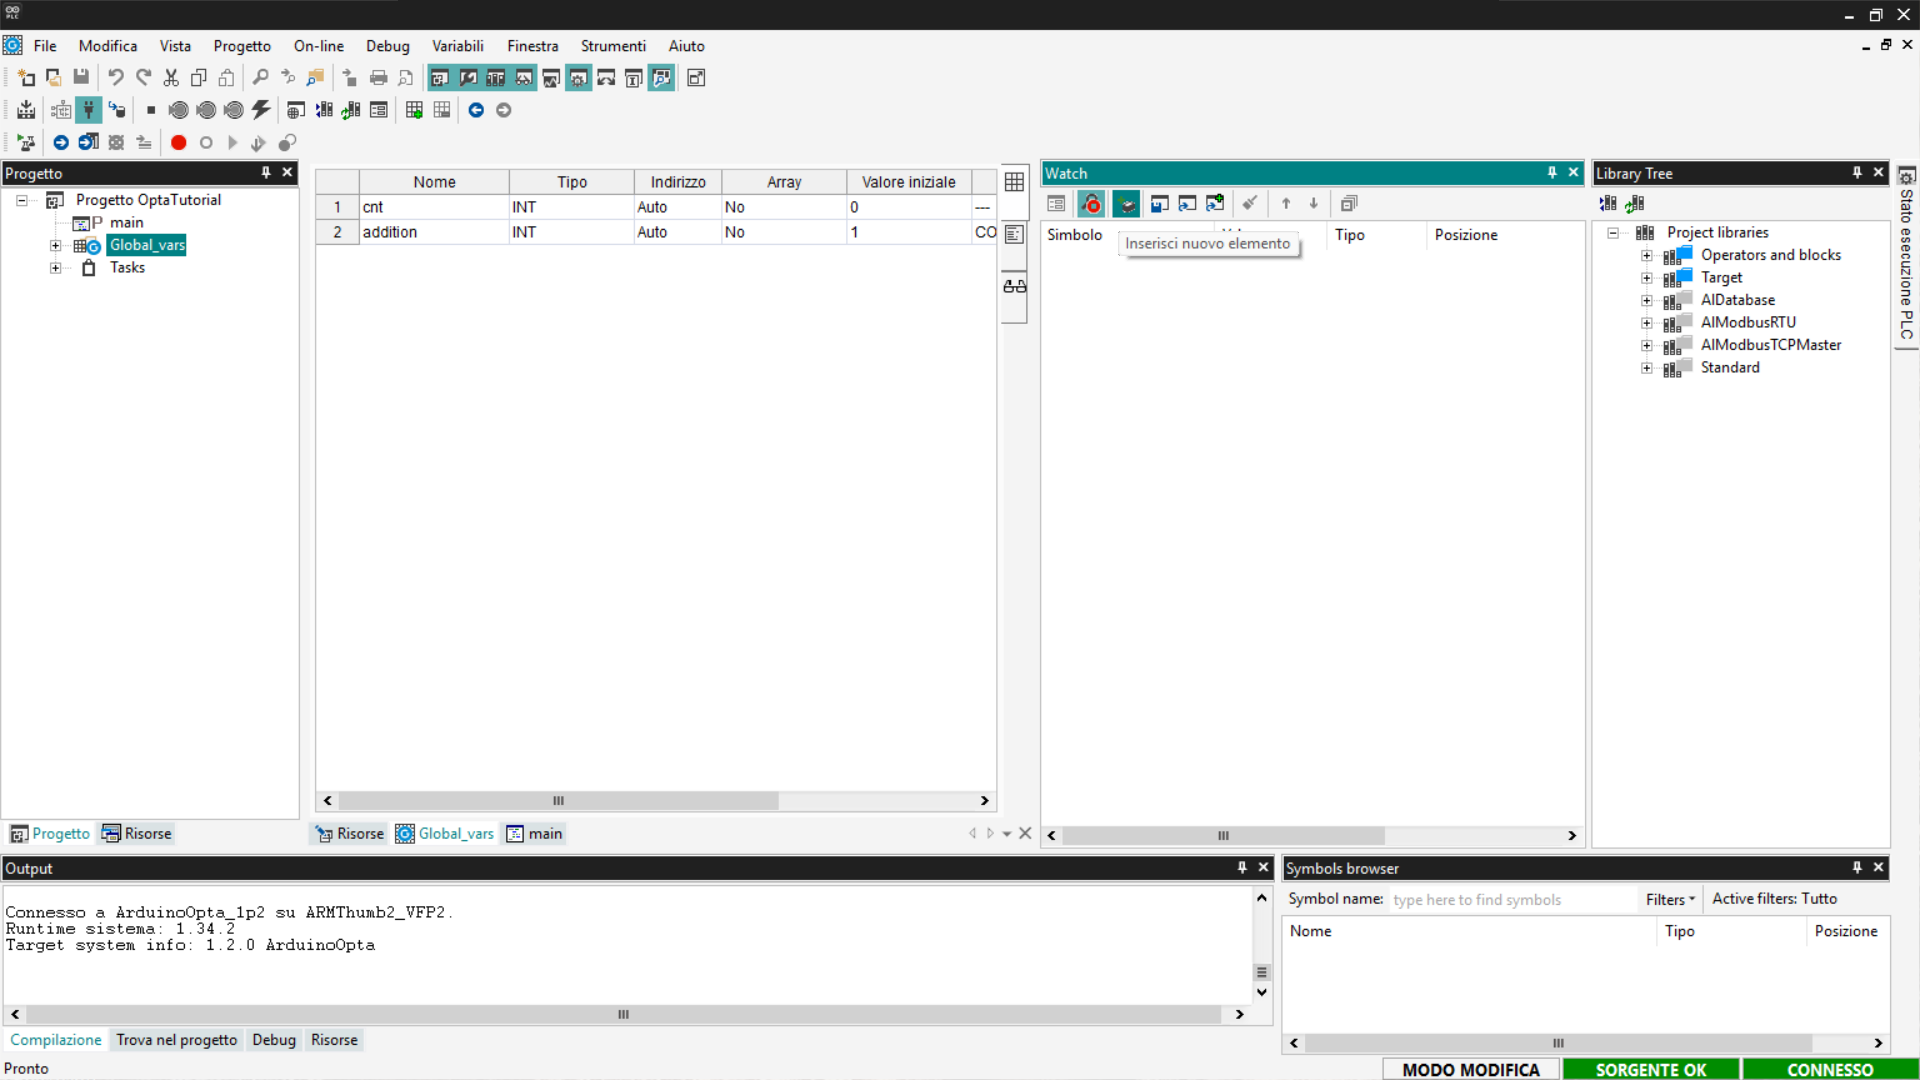 PLC
File Modifica Vista Progetto On-line Debug Variabili Finestra Strumenti Aiuto
Progetto
Progetto OptaTutorial
P main
Global_vars
Tasks
Progetto Risorse
Nome Tipo Indirizzo Array Valore iniziale
1 cnt INT Auto No 0 ---
2 addition INT Auto No 1 CO
Risorse Global_vars main
Watch
Simbolo Tipo Posizione
Inserisci nuovo elemento
Library Tree
Project libraries
Operators and blocks
Target
AlDatabase
AlModbusRTU
AlModbusTCPMaster
Standard
Stato esecuzione PLC
Output
Connesso a ArduinoOpta_1p2 su ARMThumb2_VFP2.
Runtime sistema: 1.34.2
Target system info: 1.2.0 ArduinoOpta
Compilazione Trova nel progetto Debug Risorse
Symbols browser
Symbol name: type here to find symbols Filters Active filters: Tutto
Nome Tipo Posizione
Pronto
MODO MODIFICA SORGENTE OK CONNESSO